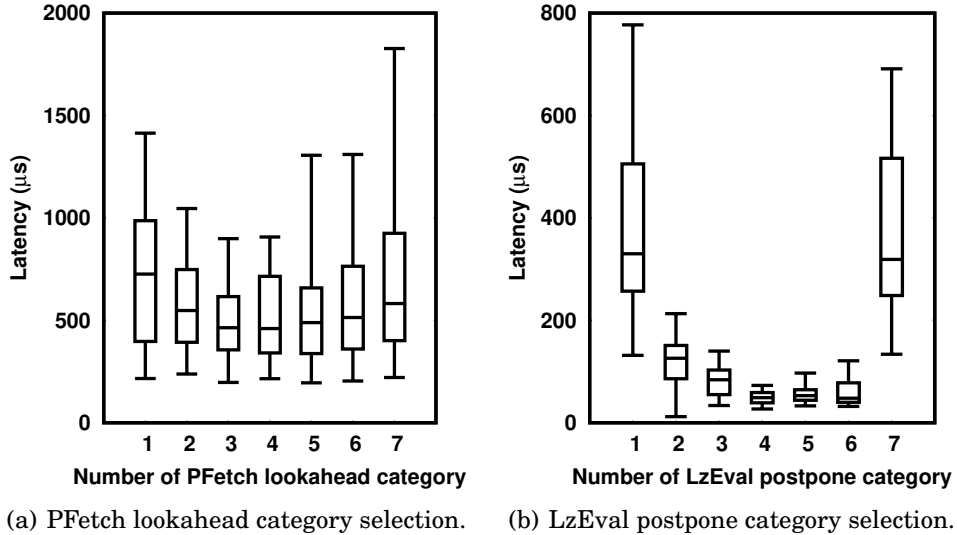 2000
1500
1000
500
0
Latency (μs)
1 2 3 4 5 6 7
Number of PFetch lookahead category
(a) PFetch lookahead category selection.
800
600
400
200
0
Latency (μs)
1 2 3 4 5 6 7
Number of LzEval postpone category
(b) LzEval postpone category selection.